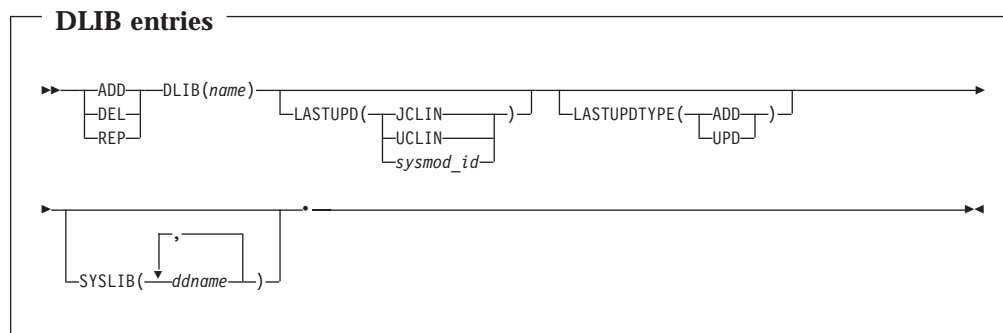 DLIB entries
ADD DLIB(name)
DEL
REP
LASTUPD( JCLIN )
UCLIN
sysmod_id
LASTUPDTYPE( ADD )
UPD
.
,
SYSLIB( ddname )